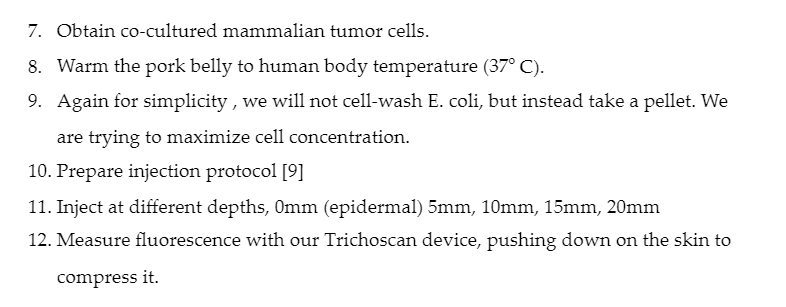 7. Obtain co-cultured mammalian tumor cells.
8. Warm the pork belly to human body temperature (37° C).
9. Again for simplicity , we will not cell-wash E. coli, but instead take a pellet. We
are trying to maximize cell concentration.
10. Prepare injection protocol [9]
11. Inject at different depths, 0mm (epidermal) 5mm, 10mm, 15mm, 20mm
12. Measure fluorescence with our Trichoscan device, pushing down on the skin to
compress it.